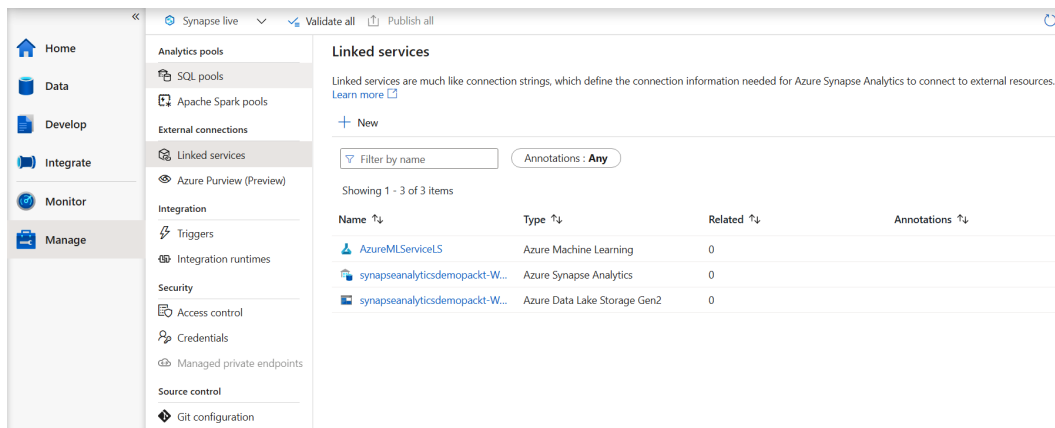 «
Synapse live
Validate all
Publish all
Home
Data
Develop
Integrate
Monitor
Manage
Analytics pools
SQL pools
Apache Spark pools
External connections
Linked services
Azure Purview (Preview)
Integration
Triggers
Integration runtimes
Security
Access control
Credentials
Managed private endpoints
Source control
Git configuration
Linked services
Linked services are much like connection strings, which define the connection information needed for Azure Synapse Analytics to connect to external resources.
Learn more
+ New
Filter by name
Annotations : Any
Showing 1 - 3 of 3 items
Name ↑↓ Type ↑↓ Related ↑↓ Annotations ↑↓
AzureMLServiceLS Azure Machine Learning 0
synapseanalyticsdemopackt-W... Azure Synapse Analytics 0
synapseanalyticsdemopackt-W... Azure Data Lake Storage Gen2 0